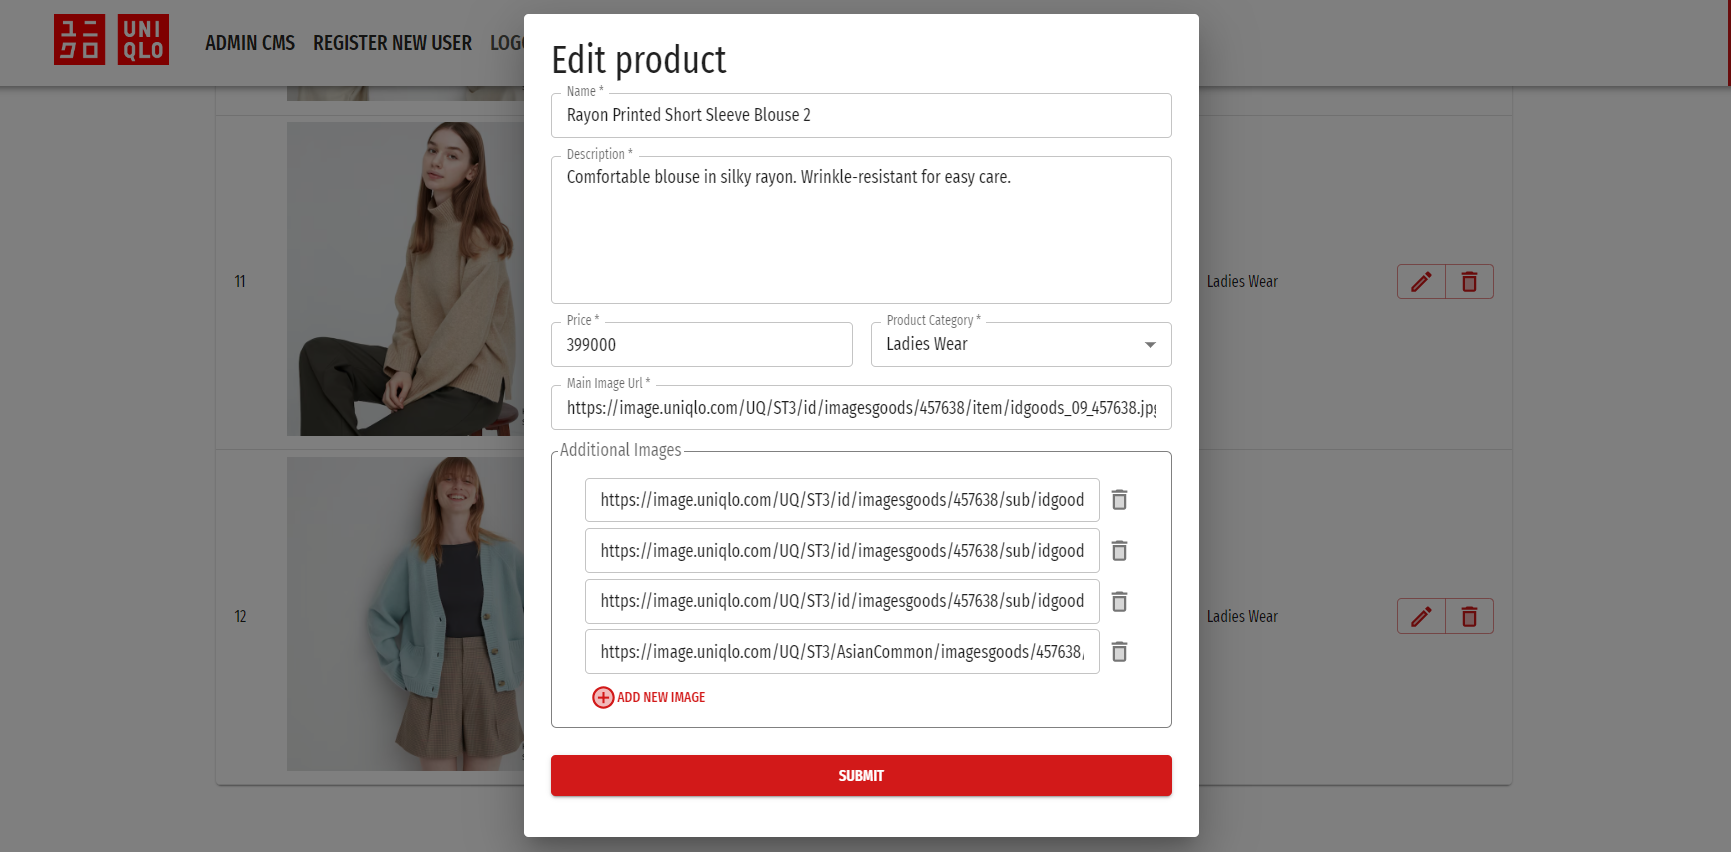 ユニ
クロ
UNI
QLO
ADMIN CMS
REGISTER NEW USER
Edit product
Name *
Rayon Printed Short Sleeve Blouse 2
Description *
Comfortable blouse in silky rayon. Wrinkle-resistant for easy care.
Price *
399000
Product Category *
Ladies Wear
Main Image Url *
https://image.uniqlo.com/UQ/ST3/id/imagesgoods/457638/item/idgoods_09_457638.jpg
Additional Images
https://image.uniqlo.com/UQ/ST3/id/imagesgoods/457638/sub/idgood
https://image.uniqlo.com/UQ/ST3/id/imagesgoods/457638/sub/idgood
https://image.uniqlo.com/UQ/ST3/id/imagesgoods/457638/sub/idgood
https://image.uniqlo.com/UQ/ST3/AsianCommon/imagesgoods/457638/
ADD NEW IMAGE
SUBMIT
11
Ladies Wear
12
Ladies Wear